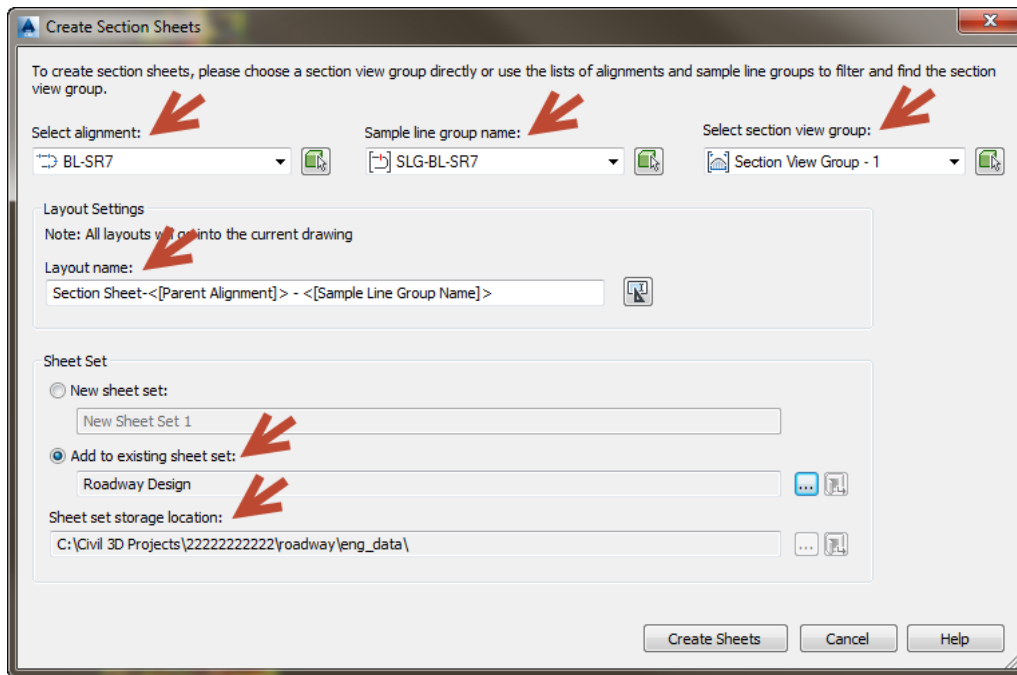 Create Section Sheets
To create section sheets, please choose a section view group directly or use the lists of alignments and sample line groups to filter and find the section
view group.
Select alignment:
Sample line group name:
Select section view group:
BL-SR7
SLG-BL-SR7
Section View Group - 1
Layout Settings
Note: All layouts into the current drawing
Layout name:
Section Sheet-<[Parent Alignment]> - <[Sample Line Group Name]>
Sheet Set
New sheet set:
New Sheet Set 1
Add to existing sheet set:
Roadway Design
...
Sheet set storage location:
C:\Civil 3D Projects\22222222222\roadway\eng_data\
...
Create Sheets
Cancel
Help